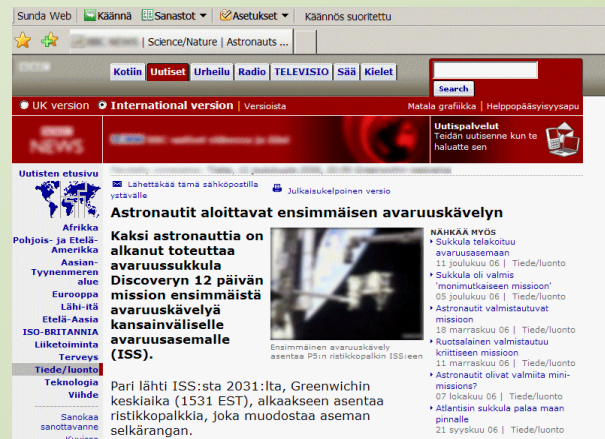 Sunda Web Käännä Sanastot Asetukset Käännös suoritettu
| Science/Nature | Astronauts ...
Kotiin Uutiset Urheilu Radio TELEVISIO Sää Kielet
Search
UK version International version | Versioista Matala grafiikka | Helppopääsyisyysapu
NEWS
Uutispalvelut
Teidän uutisenne kun te
haluatte sen
Uutisten etusivu
Afrikka
Pohjois- ja Etelä-
Amerikka
Aasian-
Tyynenmeren
alue
Eurooppa
Lähi-itä
Etelä-Aasia
ISO-BRITANNIA
Liiketoiminta
Terveys
Tiede/luonto
Teknologia
Viihde
Sanokaa
sanottavanne
Lähettäkää tämä sähköpostilla
ystävälle
Julkaisukelpoinen versio
Astronautit aloittavat ensimmäisen avaruuskävelyn
Kaksi astronauttia on
alkanut toteuttaa
avaruussukkula
Discoveryn 12 päivän
mission ensimmäistä
avaruuskävelyä
kansainväliselle
avaruusasemalle
(ISS).
Ensimmäinen avaruuskävely
asentaa P5:n ristikkopalkin ISS:een
Pari lähti ISS:sta 2031:lta, Greenwichin
keskiaika (1531 EST), alkaakseen asentaa
ristikkopalkkia, joka muodostaa aseman
selkärangan.
NÄHKÄÄ MYÖS
Sukkula telakoituu
avaruusasemaan
11 joulukuu 06 | Tiede/luonto
Sukkula oli valmis
'monimutkaiseen missioon'
05 joulukuu 06 | Tiede/luonto
Astronautit valmistautuvat
missioon
18 marraskuu 06 | Tiede/luonto
Ruotsalainen valmistautuu
kriittiseen missioon
11 marraskuu 06 | Tiede/luonto
Astronautit olivat valmiita mini-
missions?
07 lokakuu 06 | Tiede/luonto
Atlantisin sukkula palaa maan
pinnalle
21 syyskuu 06 | Tiede/luonto